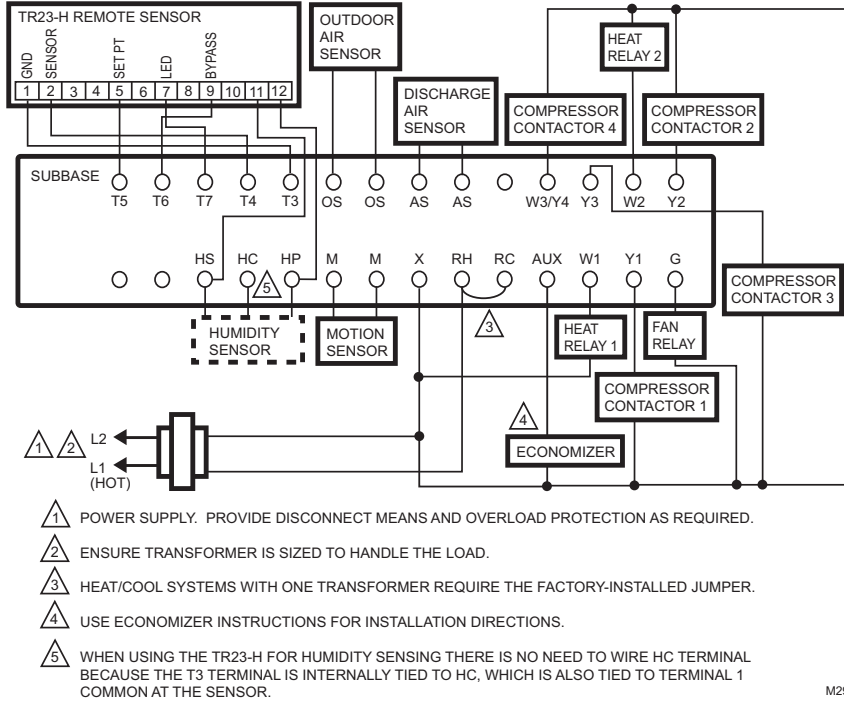 TR23-H REMOTE SENSOR
GND
SENSOR
SET PT
LED
BYPASS
1 2 3 4 5 6 7 8 9 10 11 12
OUTDOOR
AIR
SENSOR
DISCHARGE
AIR
SENSOR
HEAT
RELAY 2
COMPRESSOR
CONTACTOR 4
COMPRESSOR
CONTACTOR 2
SUBBASE
T5 T6 T7 T4 T3 OS OS AS AS W3/Y4 Y3 W2 Y2
HS HC HP M M X RH RC AUX W1 Y1 G
5
3
COMPRESSOR
CONTACTOR 3
HUMIDITY
SENSOR
MOTION
SENSOR
HEAT
RELAY 1
FAN
RELAY
COMPRESSOR
CONTACTOR 1
4
ECONOMIZER
1 2 L2
L1
(HOT)
1 POWER SUPPLY. PROVIDE DISCONNECT MEANS AND OVERLOAD PROTECTION AS REQUIRED.
2 ENSURE TRANSFORMER IS SIZED TO HANDLE THE LOAD.
3 HEAT/COOL SYSTEMS WITH ONE TRANSFORMER REQUIRE THE FACTORY-INSTALLED JUMPER.
4 USE ECONOMIZER INSTRUCTIONS FOR INSTALLATION DIRECTIONS.
5 WHEN USING THE TR23-H FOR HUMIDITY SENSING THERE IS NO NEED TO WIRE HC TERMINAL
BECAUSE THE T3 TERMINAL IS INTERNALLY TIED TO HC, WHICH IS ALSO TIED TO TERMINAL 1
COMMON AT THE SENSOR.